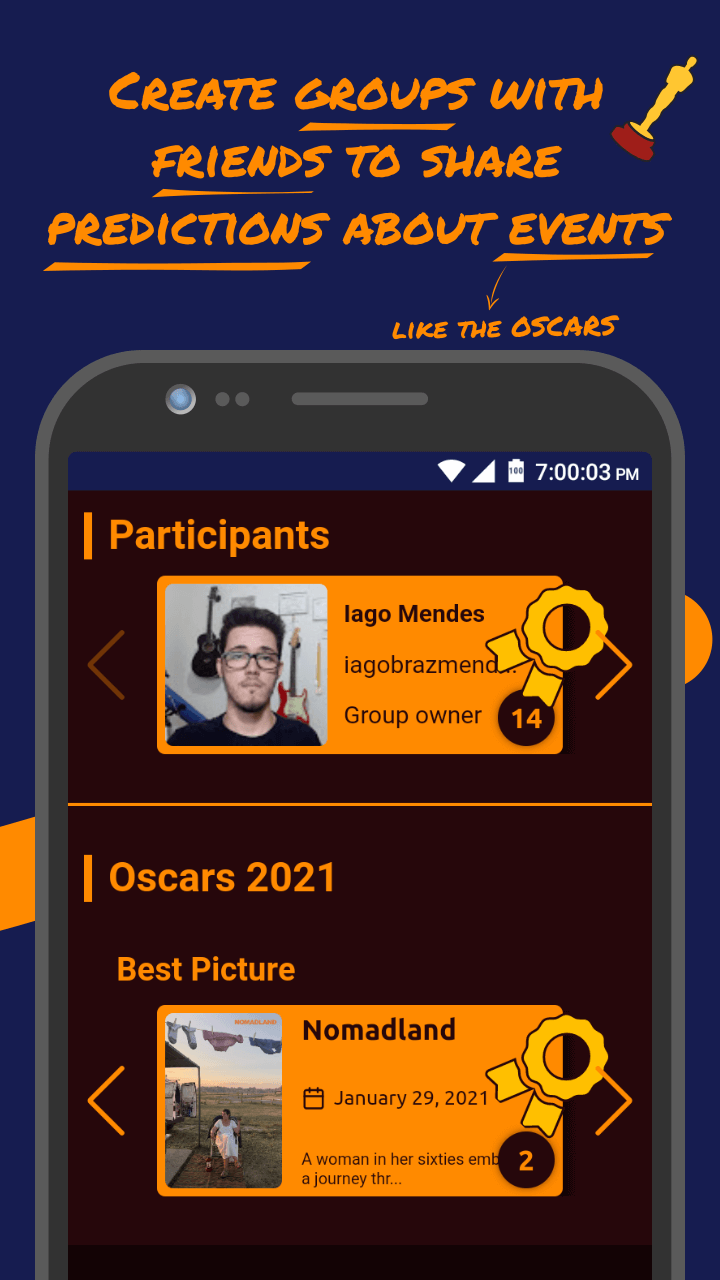 CREATE GROUPS WITH
FRIENDS TO SHARE
PREDICTIONS ABOUT EVENTS
LIKE THE OSCARS
100 7:00:03 PM
Participants
Iago Mendes
iagobrazmend...
Group owner
14
Oscars 2021
Best Picture
NOMADLAND
Nomadland
January 29, 2021
A woman in her sixties emb
a journey thr...
2